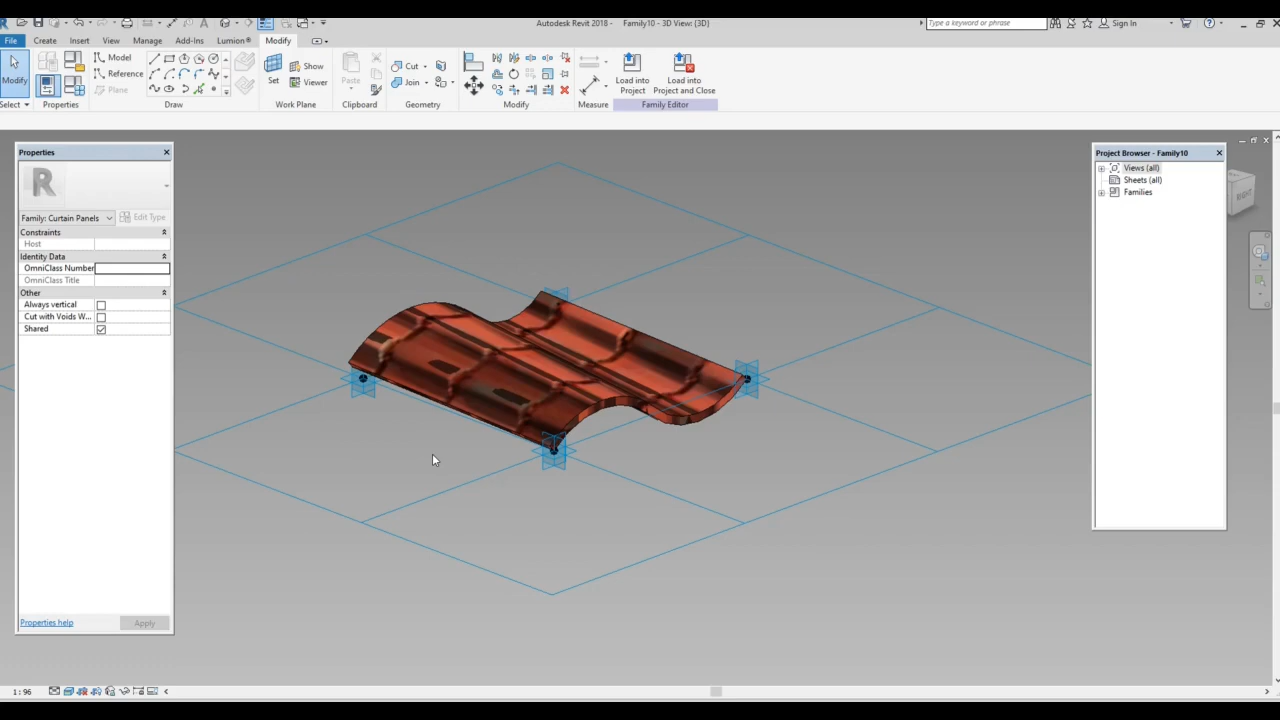 Autodesk Revit 2018 - Family10 - 3D View: {3D}
Type a keyword or phrase
Sign In
File Create Insert View Manage Add-Ins Lumion® Modify
Modify
Select
Properties
Model
Reference
Plane
Draw
Set
Show
Viewer
Work Plane
Paste
Clipboard
Cut
Join
Geometry
Modify
Measure
Load into
Project
Load into
Project and Close
Family Editor
Properties
R
Family: Curtain Panels
Edit Type
Constraints
Host
Identity Data
OmniClass Number
OmniClass Title
Other
Always vertical
Cut with Voids W...
Shared
Properties help
Apply
Project Browser - Family10
Views (all)
Sheets (all)
Families
RIGHT
1 : 96